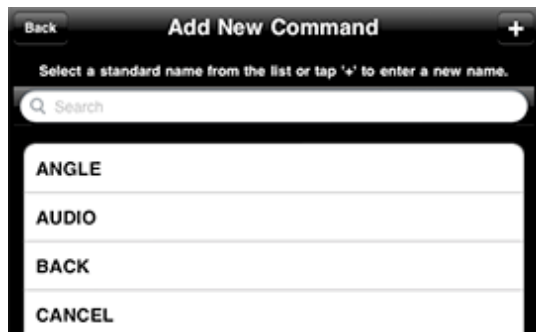 Back Add New Command +
Select a standard name from the list or tap '+' to enter a new name.
Search
ANGLE
AUDIO
BACK
CANCEL